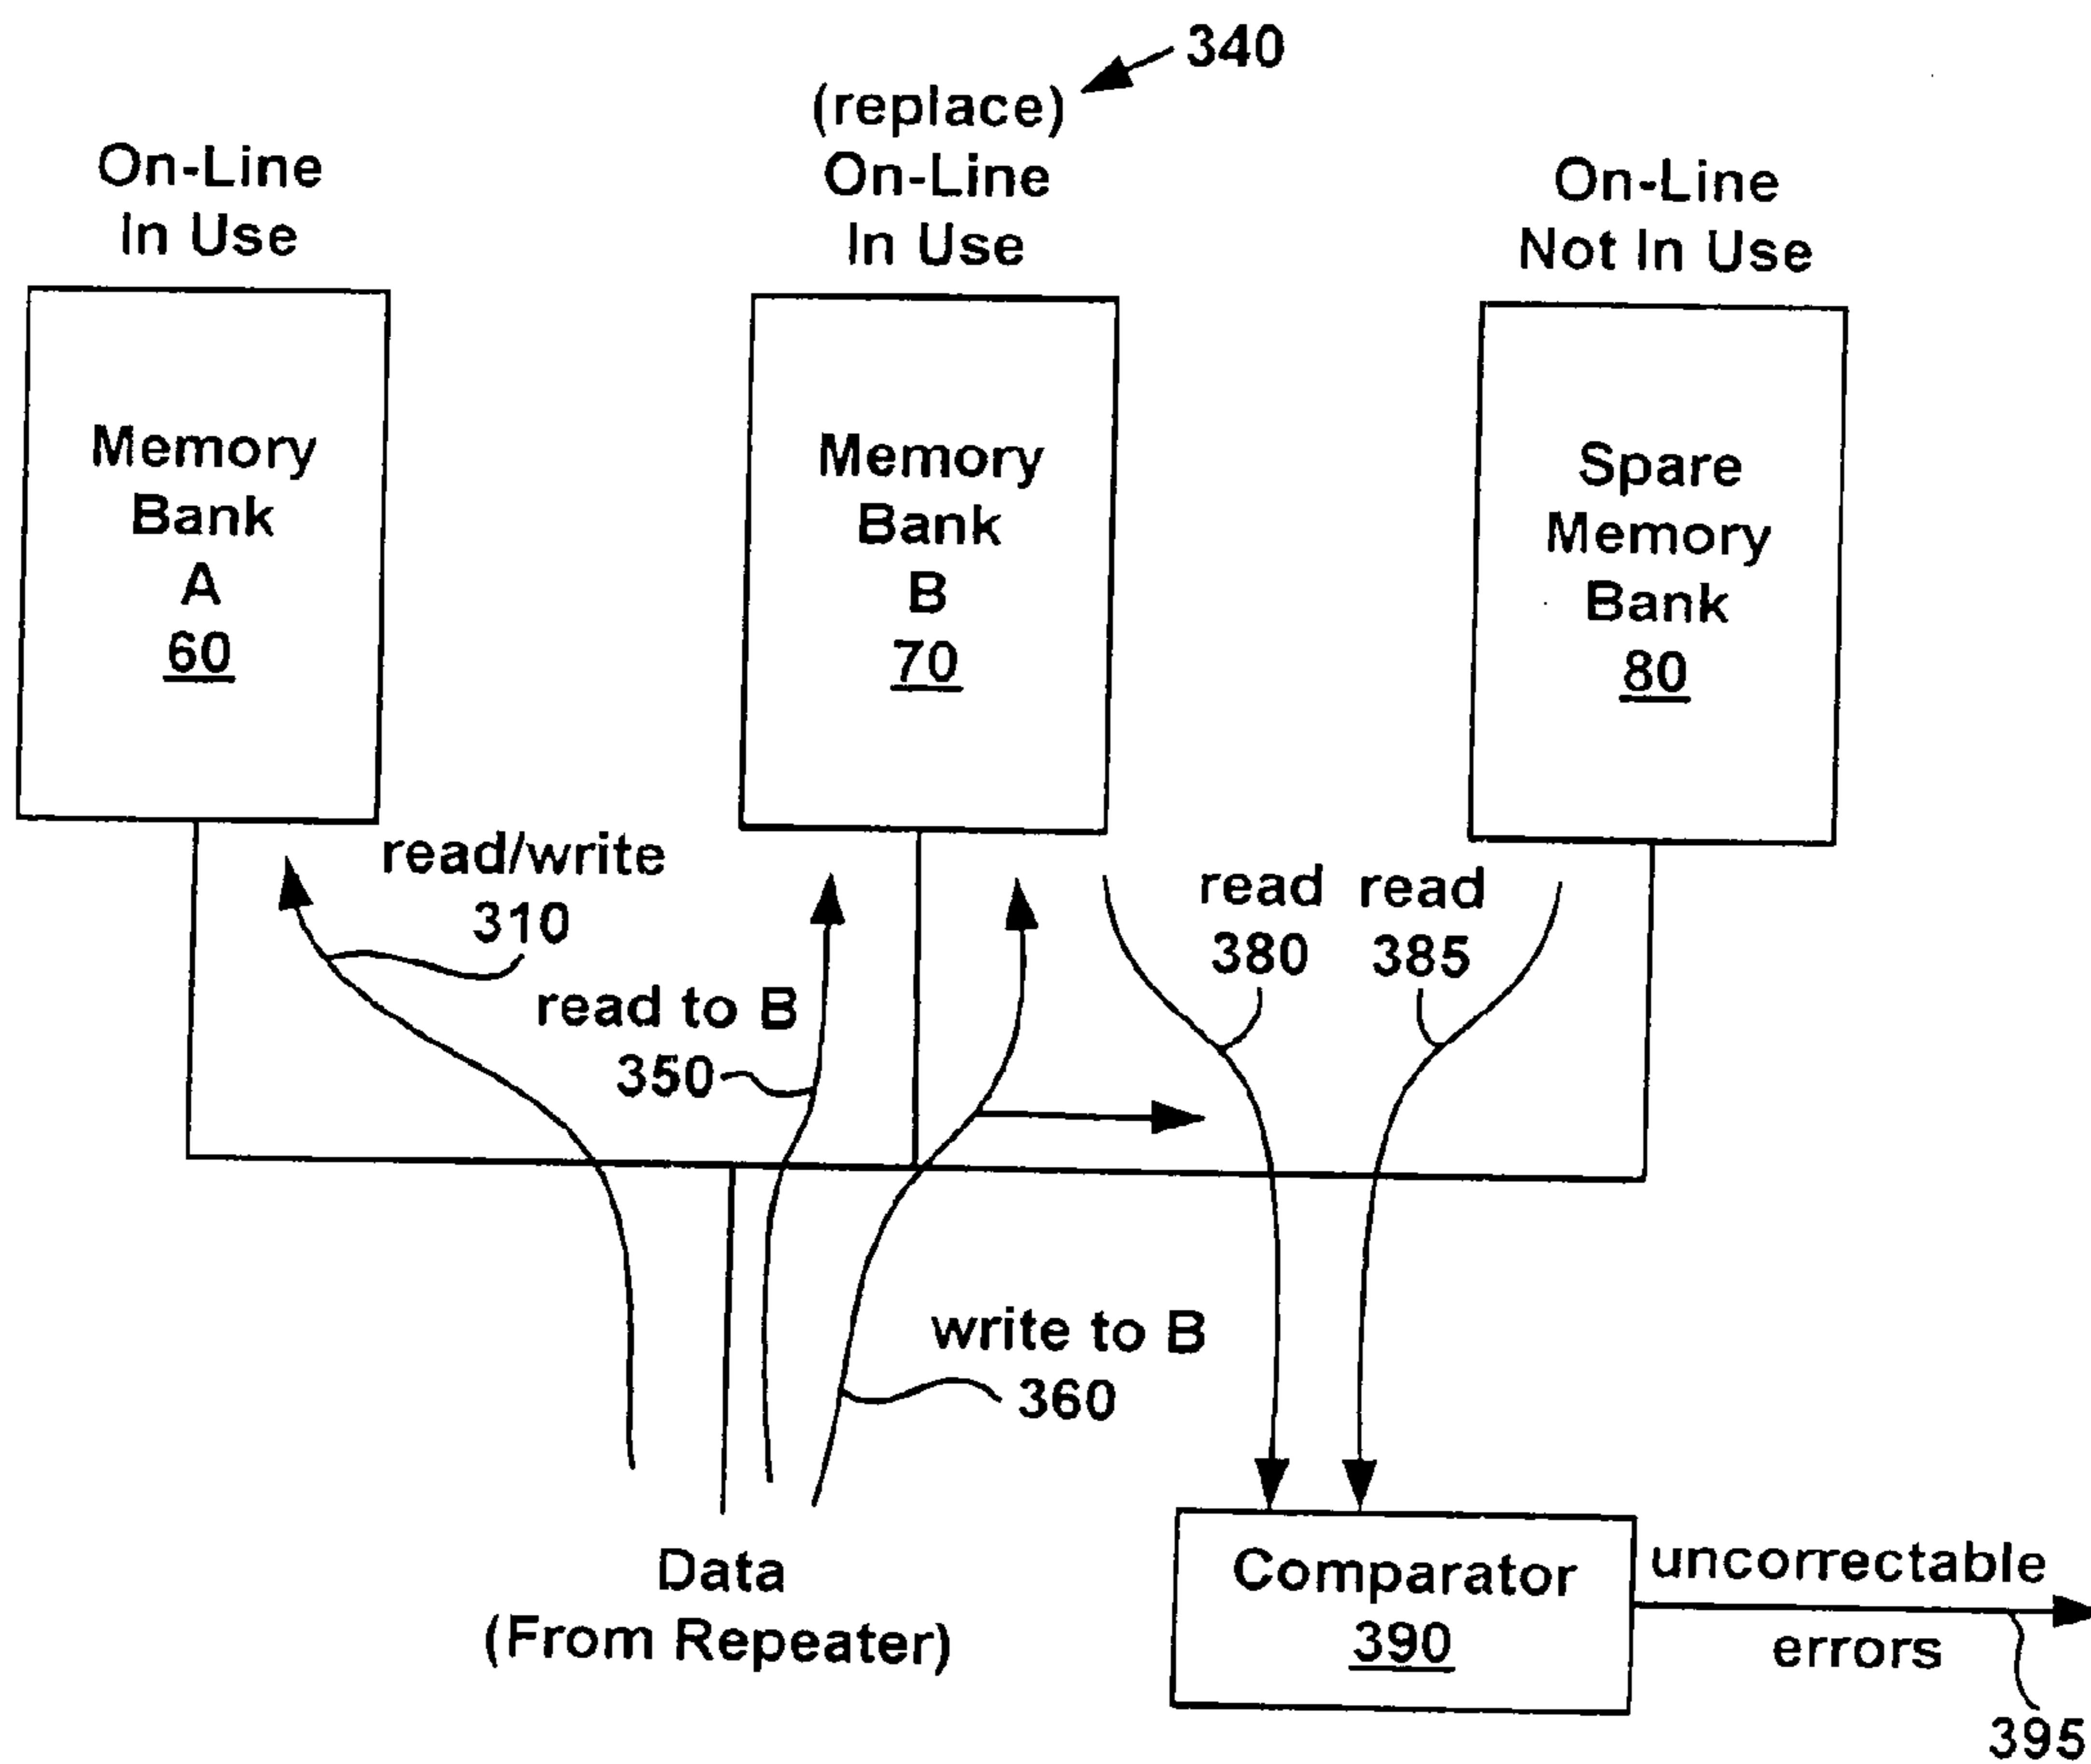 340
(replace)
On-Line
In Use
On-Line
In Use
On-Line
Not In Use
Memory
Bank
A
60
Memory
Bank
B
70
Spare
Memory
Bank
80
read/write
310
read to B
350
read
380
read
385
write to B
360
Data
(From Repeater)
Comparator
390
uncorrectable
errors
395